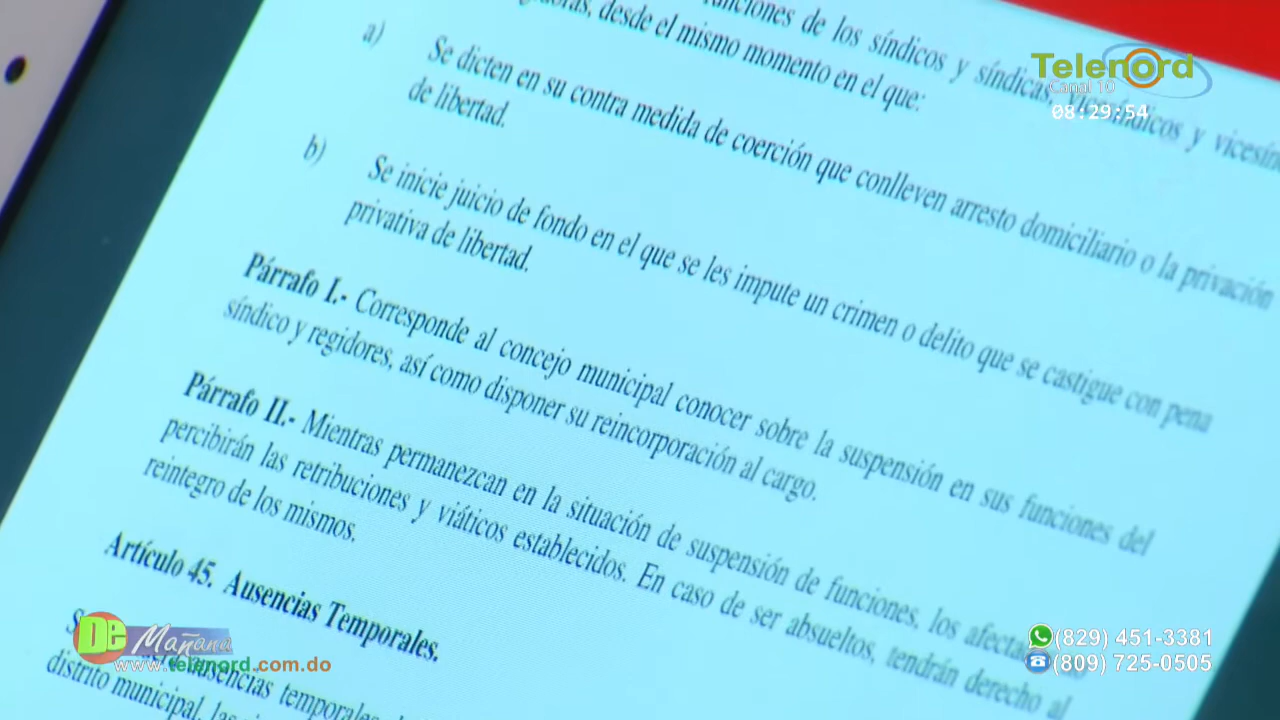 funciones de los síndicos y síndicas,
desde el mismo momento en el que:
a) Se dicten en su contra medida de coerción que conlleven arresto domiciliario o la privación
de libertad.
b) Se inicie juicio de fondo en el que se les impute un crimen o delito que se castigue con pena
privativa de libertad.
Párrafo I.- Corresponde al concejo municipal conocer sobre la suspensión en sus funciones del
síndico y regidores, así como disponer su reincorporación al cargo.
Párrafo II.- Mientras permanezcan en la situación de suspensión de funciones, los
percibirán las retribuciones y viáticos establecidos. En caso de ser absueltos, tendrán derecho al
reintegro de los mismos.
Artículo 45. Ausencias Temporales.
ausencias temporales
distrito municipal,
Telenord
Canal 10
08:29:54
De Mañana
www.telenord.com.do
(829) 451-3381
(809) 725-0505